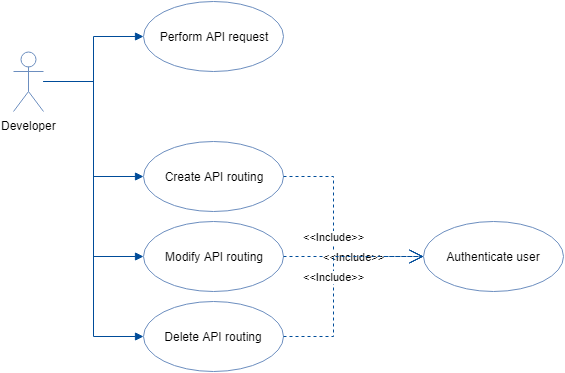 Perform API request
Developer
Create API routing
<<Include>>
Modify API routing
<<Include>>
Authenticate user
<<Include>>
Delete API routing